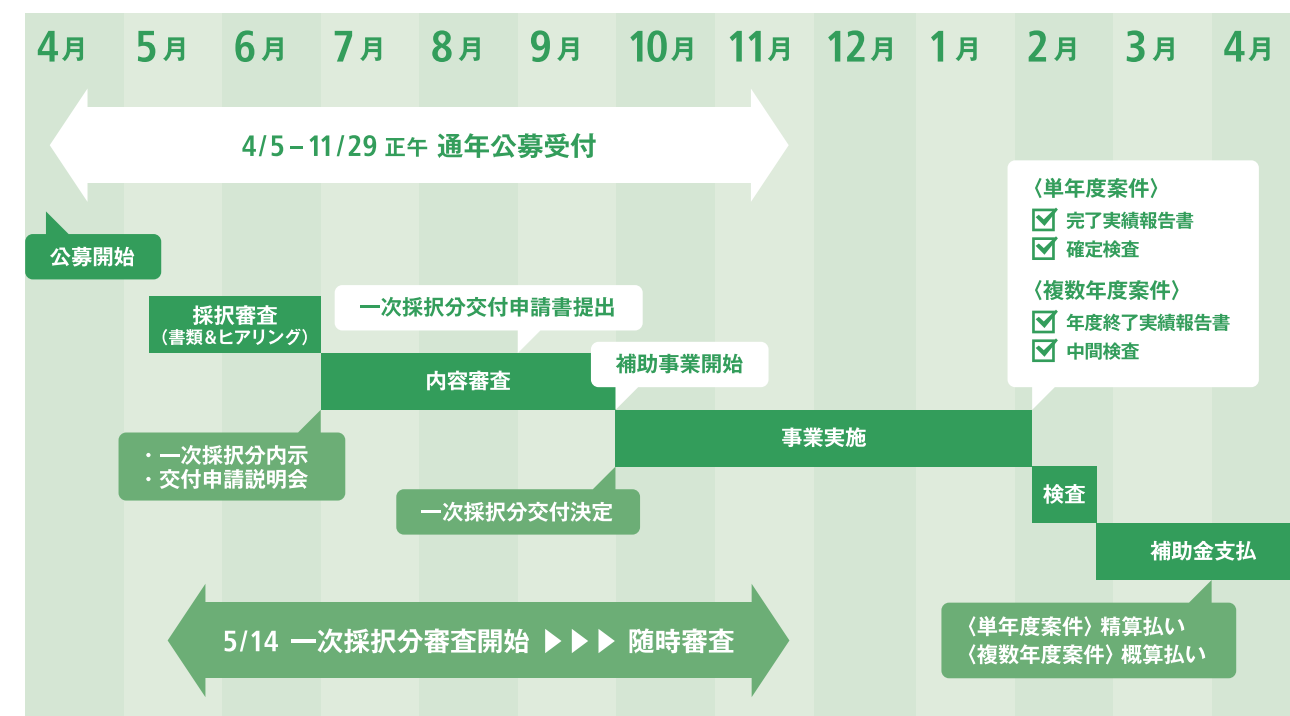 4月 5月 6月 7月 8月 9月 10月 11月 12月 1月 2月 3月 4月
4/5–11/29 正午 通年公募受付
公募開始
採択審査
（書類&ヒアリング）
一次採択分交付申請書提出
内容審査
補助事業開始
〈単年度案件〉
完了実績報告書
確定検査
〈複数年度案件〉
年度終了実績報告書
中間検査
・一次採択分内示
・交付申請説明会
事業実施
一次採択分交付決定
検査
補助金支払
〈単年度案件〉精算払い
〈複数年度案件〉概算払い
5/14 一次採択分審査開始 ▶▶▶ 随時審査